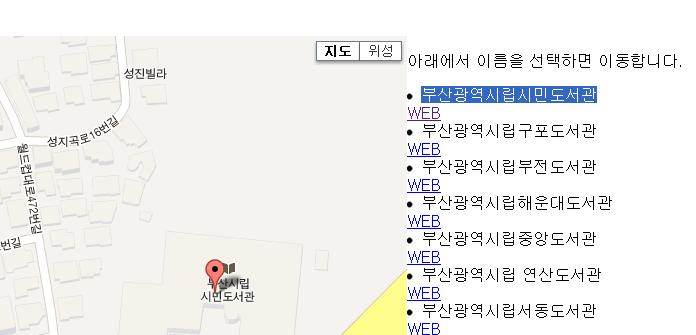 지도 위성
성진빌라
성지곡로16번길
월드컵대로472번길
번길
부산시립
시민도서관
아래에서 이름을 선택하면 이동합니다.
부산광역시립시민도서관
WEB
부산광역시립구포도서관
WEB
부산광역시립부전도서관
WEB
부산광역시립해운대도서관
WEB
부산광역시립중앙도서관
WEB
부산광역시립 연산도서관
WEB
부산광역시립서동도서관
WEB